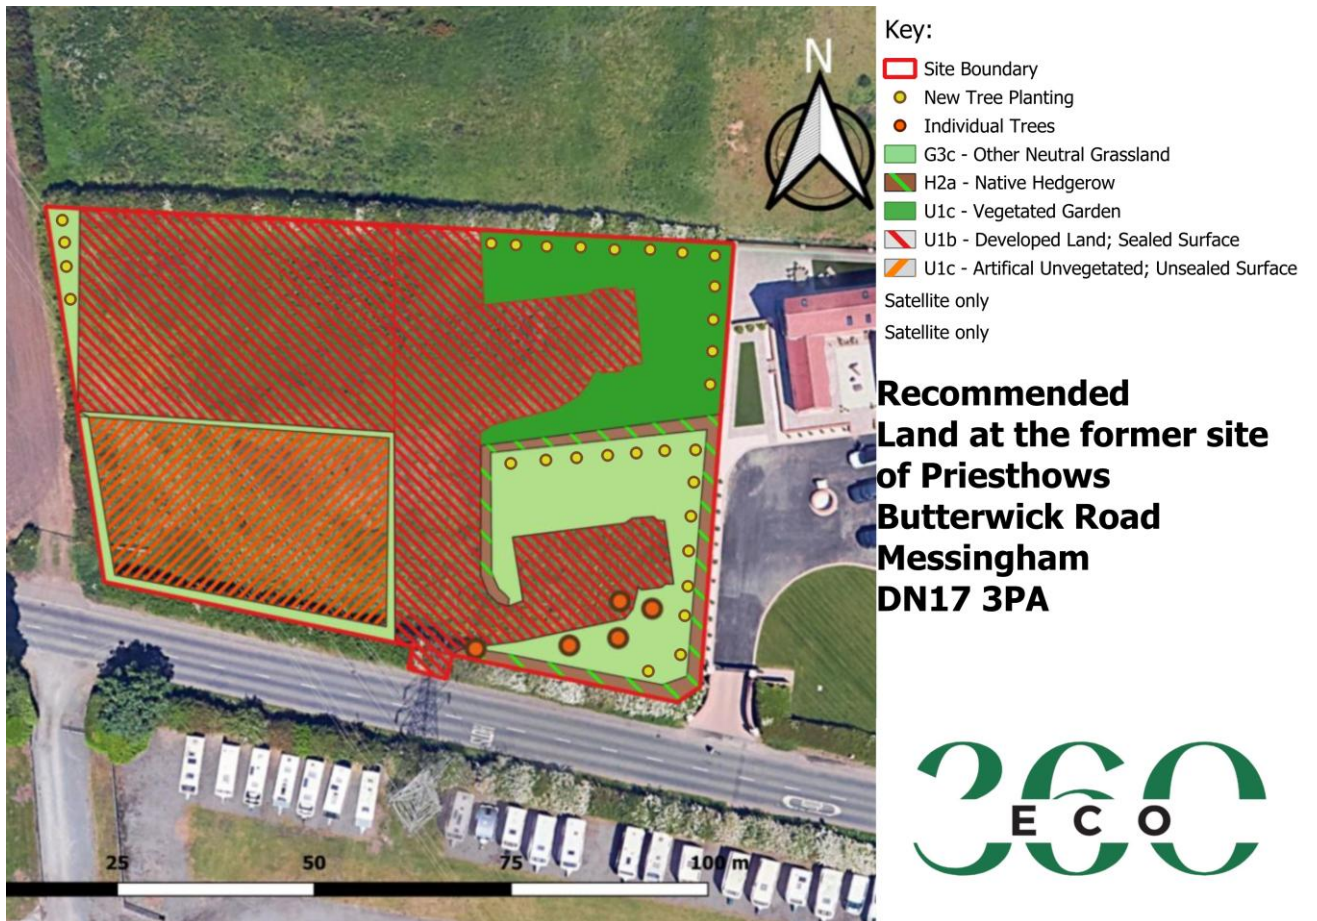 N
Key:
Site Boundary
New Tree Planting
Individual Trees
G3c - Other Neutral Grassland
H2a - Native Hedgerow
U1c - Vegetated Garden
U1b - Developed Land; Sealed Surface
U1c - Artifical Unvegetated; Unsealed Surface
Satellite only
Satellite only
Recommended
Land at the former site
of Priesthows
Butterwick Road
Messingham
DN17 3PA
360
ECO
25 50 75 100 m